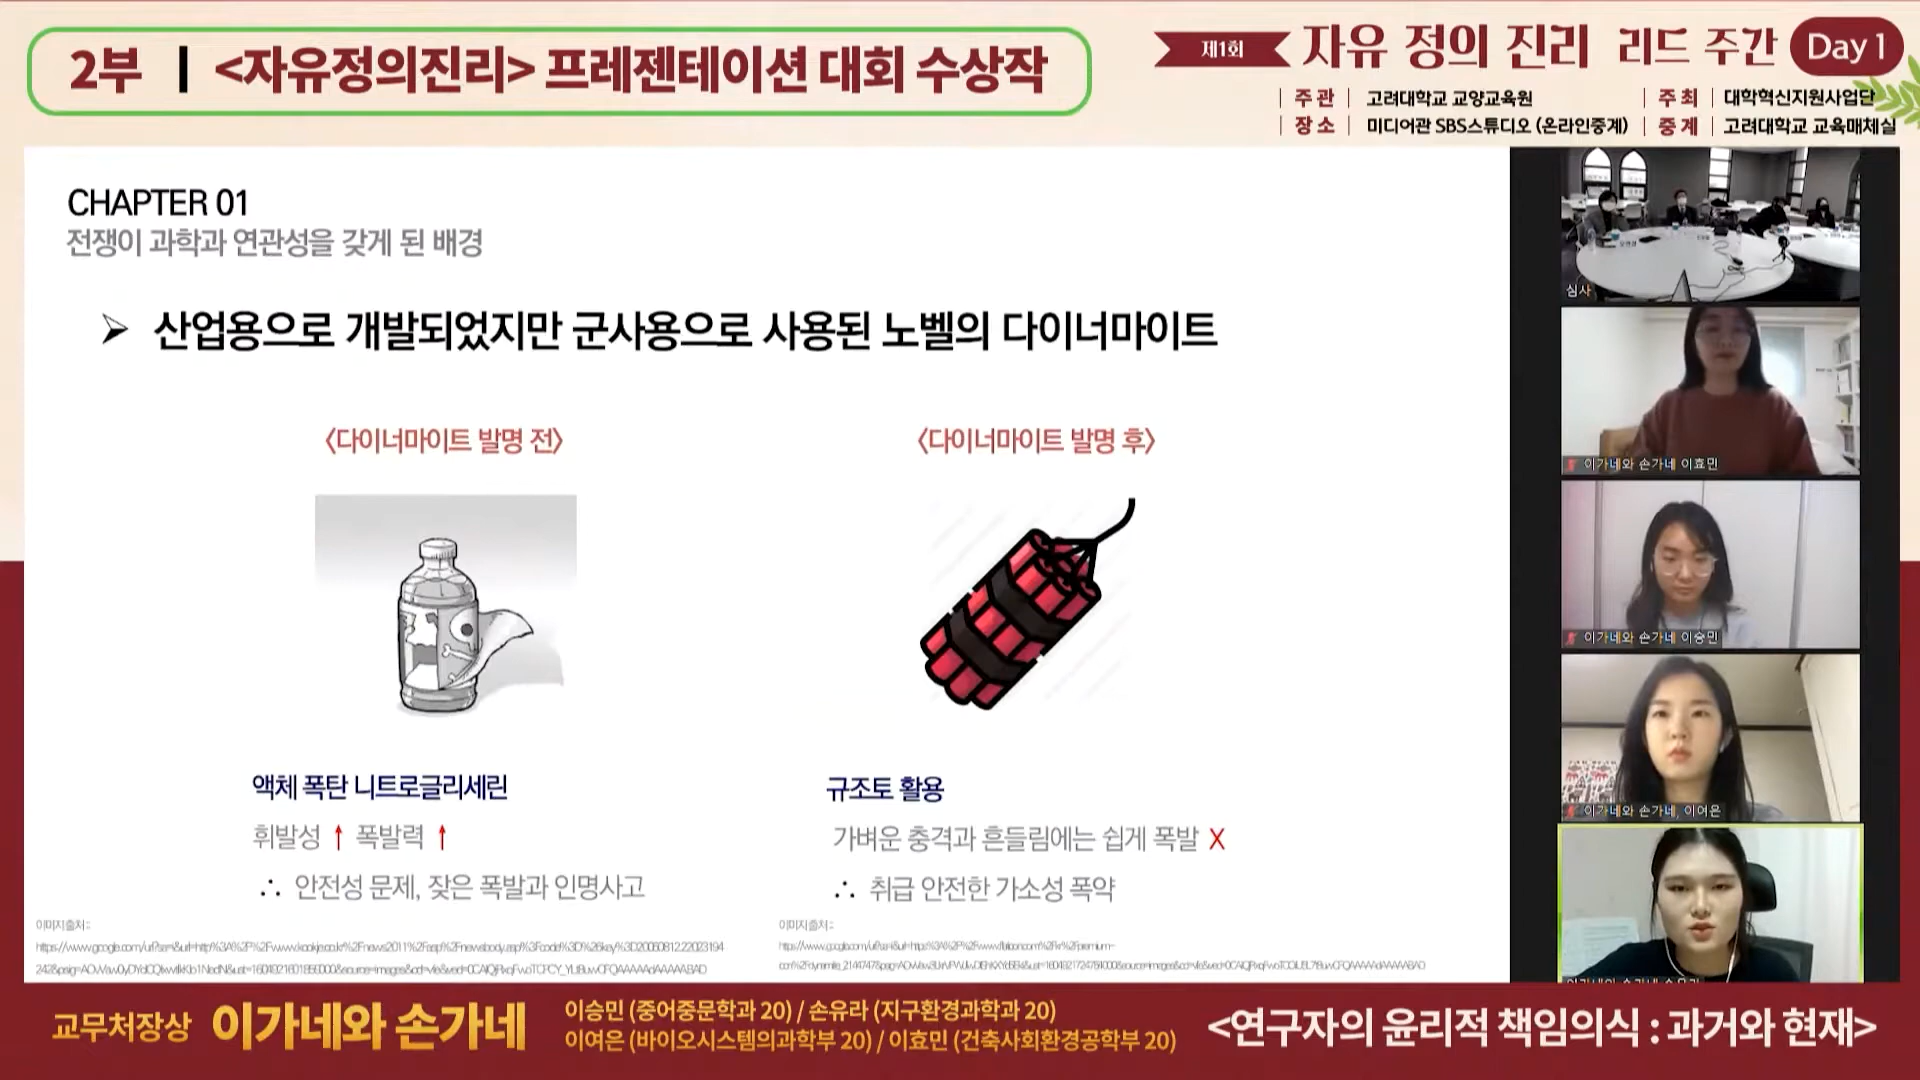 2부 | <자유정의진리> 프레젠테이션 대회 수상작
제1회 자유 정의 진리 리드 주간 Day 1
| 주관 | 고려대학교 교양교육원 | 주최 | 대학혁신지원사업단
| 장소 | 미디어관 SBS스튜디오 (온라인중계) | 중계 | 고려대학교 교육매체실
CHAPTER 01
전쟁이 과학과 연관성을 갖게 된 배경
➢ 산업용으로 개발되었지만 군사용으로 사용된 노벨의 다이너마이트
<다이너마이트 발명 전>
<다이너마이트 발명 후>
액체 폭탄 니트로글리세린
휘발성 ↑ 폭발력 ↑
∴ 안전성 문제, 잦은 폭발과 인명사고
규조토 활용
가벼운 충격과 흔들림에는 쉽게 폭발 X
∴ 취급 안전한 가소성 폭약
이미지출처::
이미지출처::
심사
이가네와 손가네 이효민
이가네와 손가네 이승민
이가네와 손가네, 이여은
교무처장상 이가네와 손가네
이승민 (중어중문학과 20) / 손유라 (지구환경과학과 20)
이여은 (바이오시스템의과학부 20) / 이효민 (건축사회환경공학부 20)
<연구자의 윤리적 책임의식 : 과거와 현재>